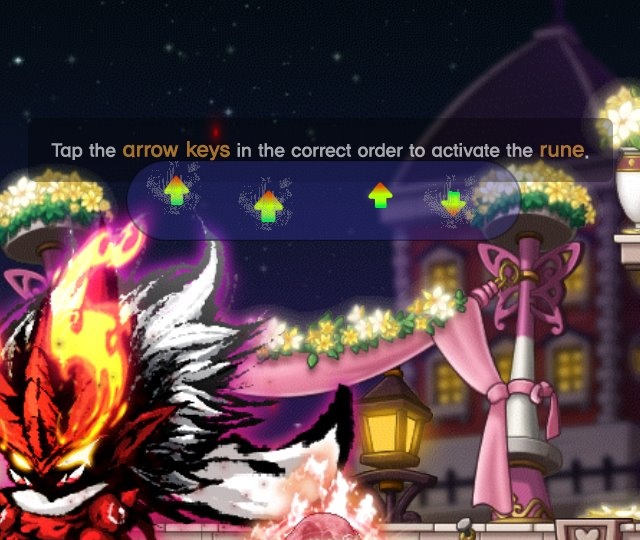 Tap the arrow keys in the correct order to activate the rune.